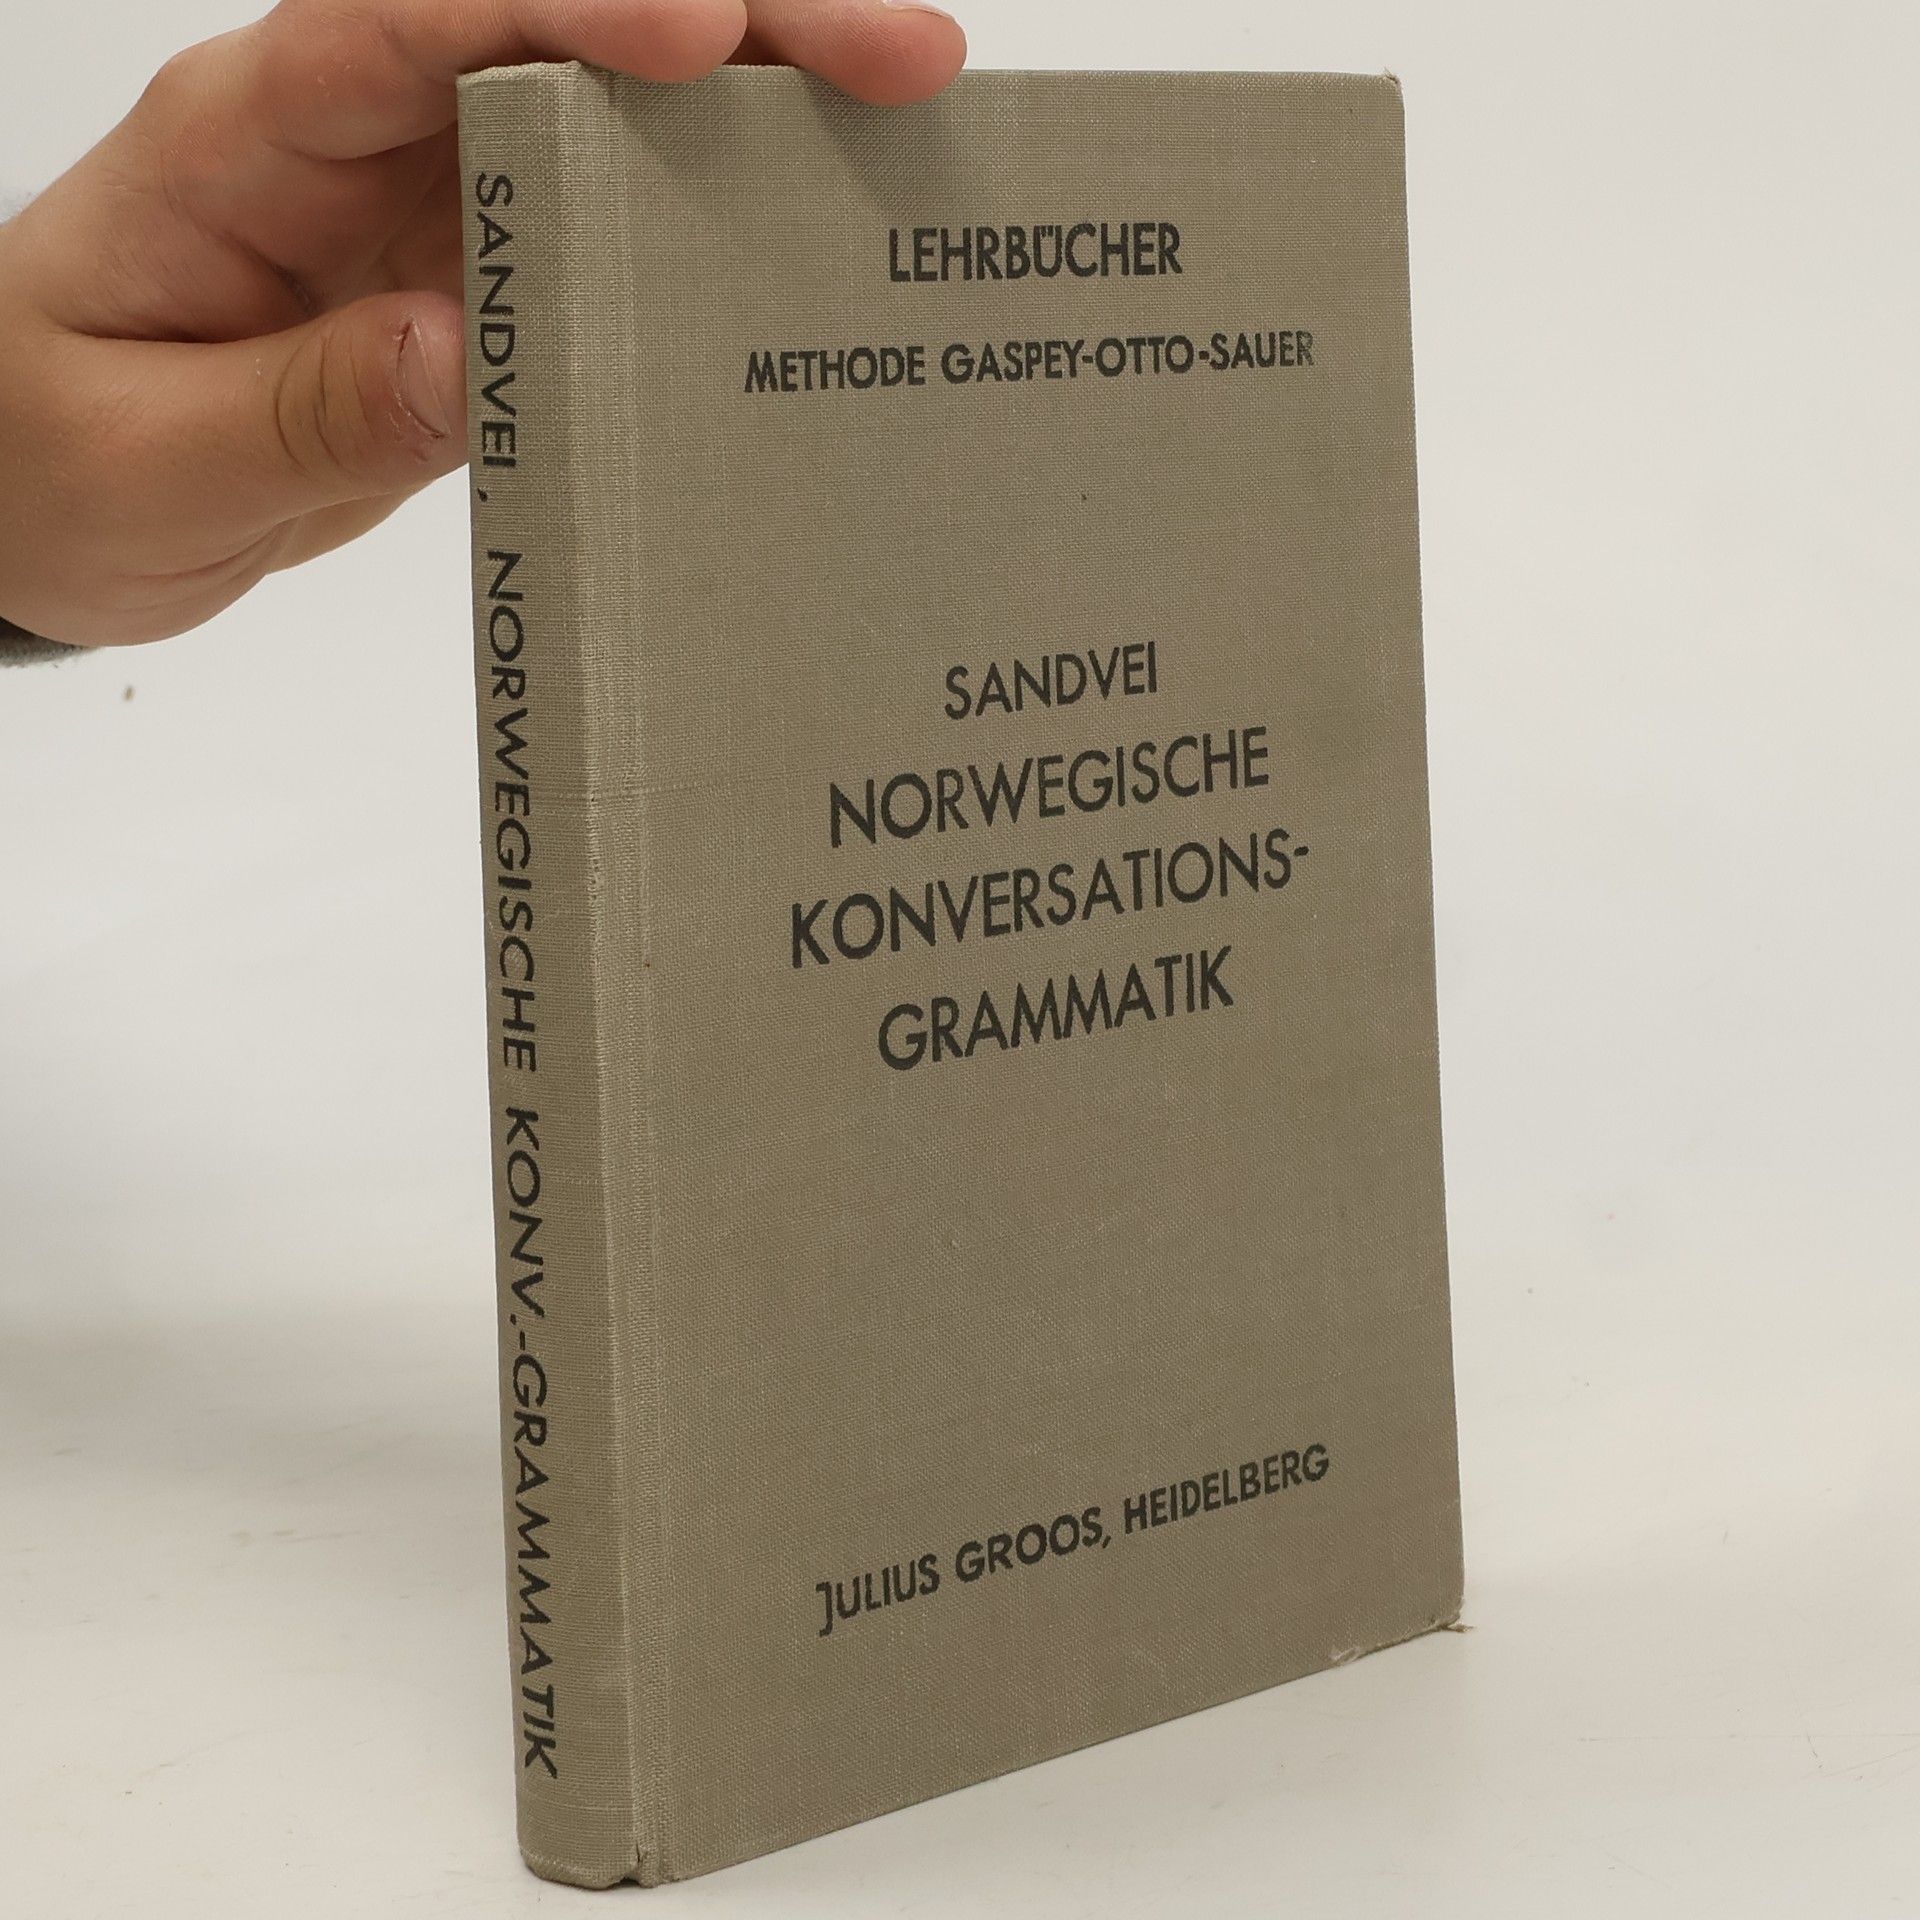 SANDVEI, NORWEGISCHE KONV.-GRAMMATIK
LEHRBÜCHER
METHODE GASPEY-OTTO-SAUER
SANDVEI
NORWEGISCHE
KONVERSATIONS-
GRAMMATIK
JULIUS GROOS, HEIDELBERG